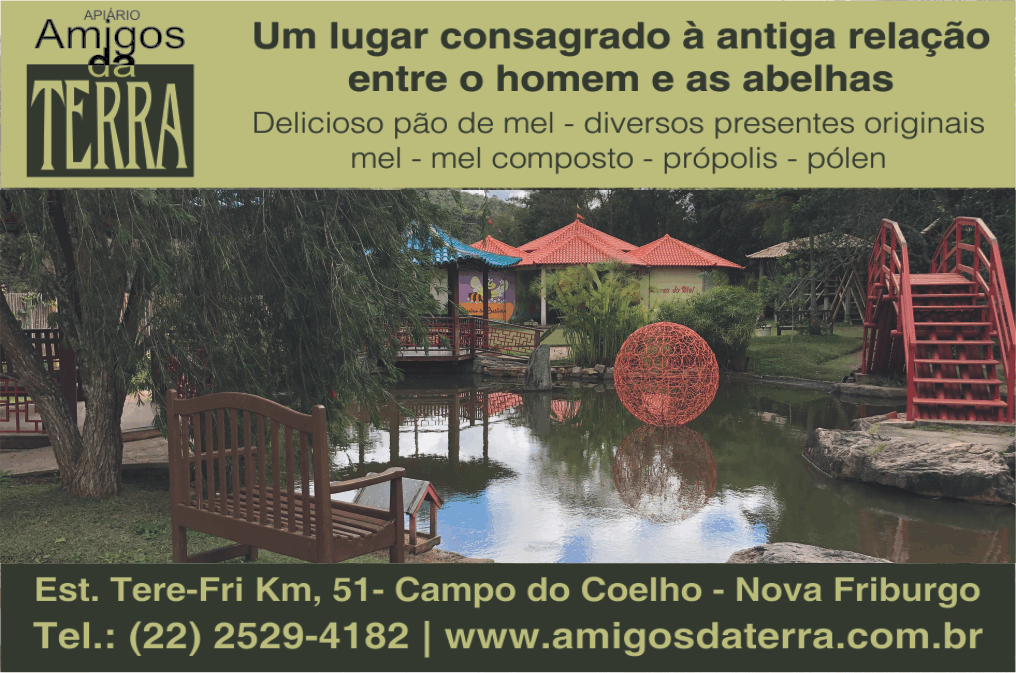 APIÁRIO
Amigos
da
TERRA
Um lugar consagrado à antiga relação
entre o homem e as abelhas
Delicioso pão de mel - diversos presentes originais
mel - mel composto - própolis - pólen
Est. Tere-Fri Km, 51- Campo do Coelho - Nova Friburgo
Tel.: (22) 2529-4182 | www.amigosdaterra.com.br